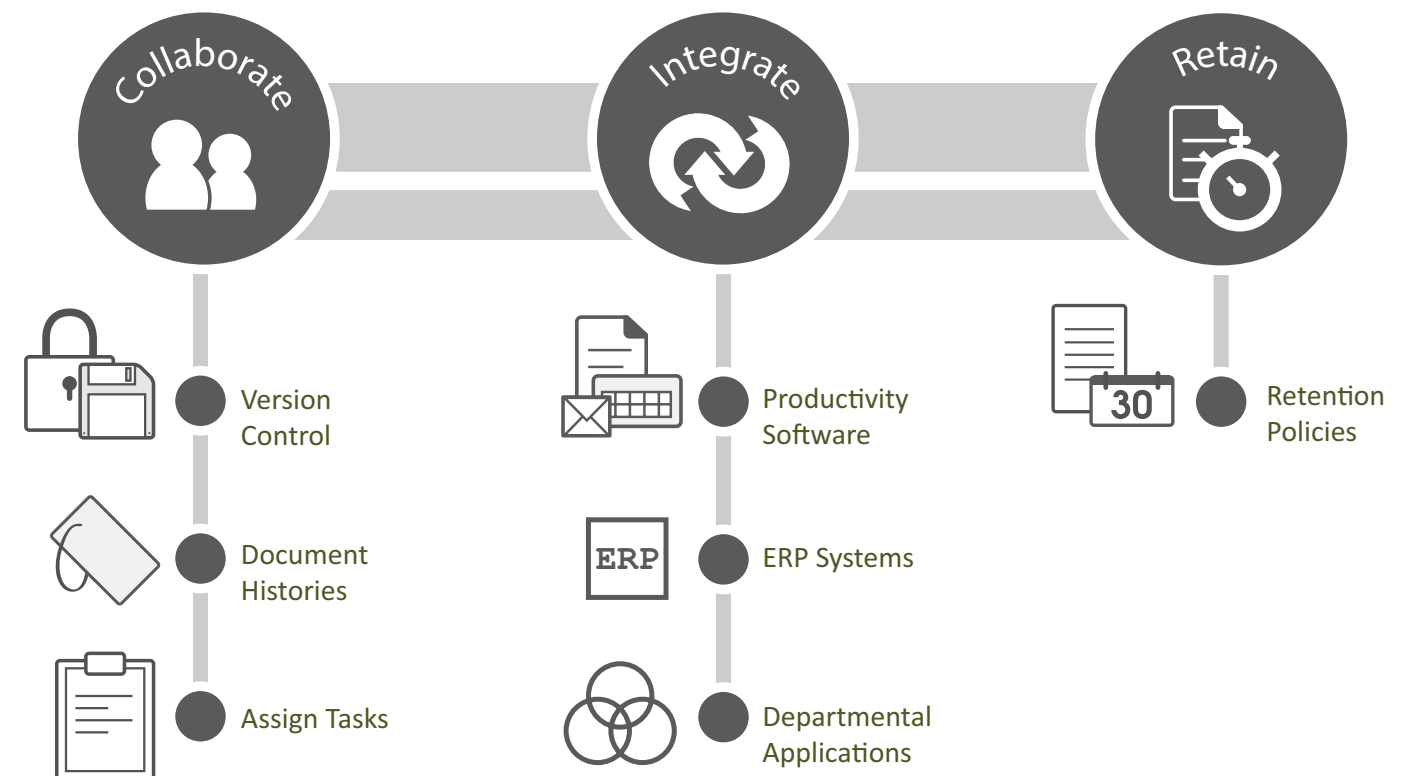 Collaborate
Integrate
Retain
Version
Control
Productivity
Software
30
Retention
Policies
Document
Histories
ERP
ERP Systems
Assign Tasks
Departmental
Applications